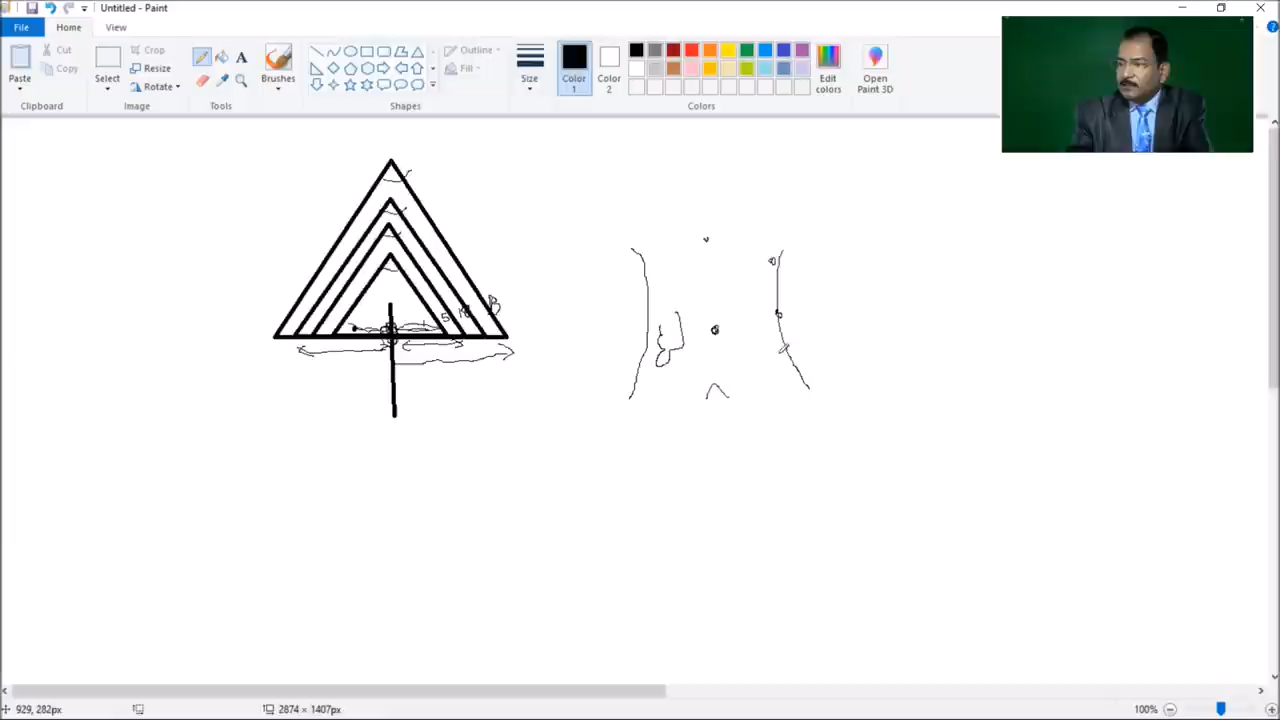 Untitled - Paint
File Home View
Paste
Cut
Copy
Clipboard
Select
Crop
Resize
Rotate
Image
A
Tools
Brushes
Shapes
Outline
Fill
Size
Color 1
Color 2
Edit colors
Colors
Open Paint 3D
5
929, 282px
2874 × 1407px
100%